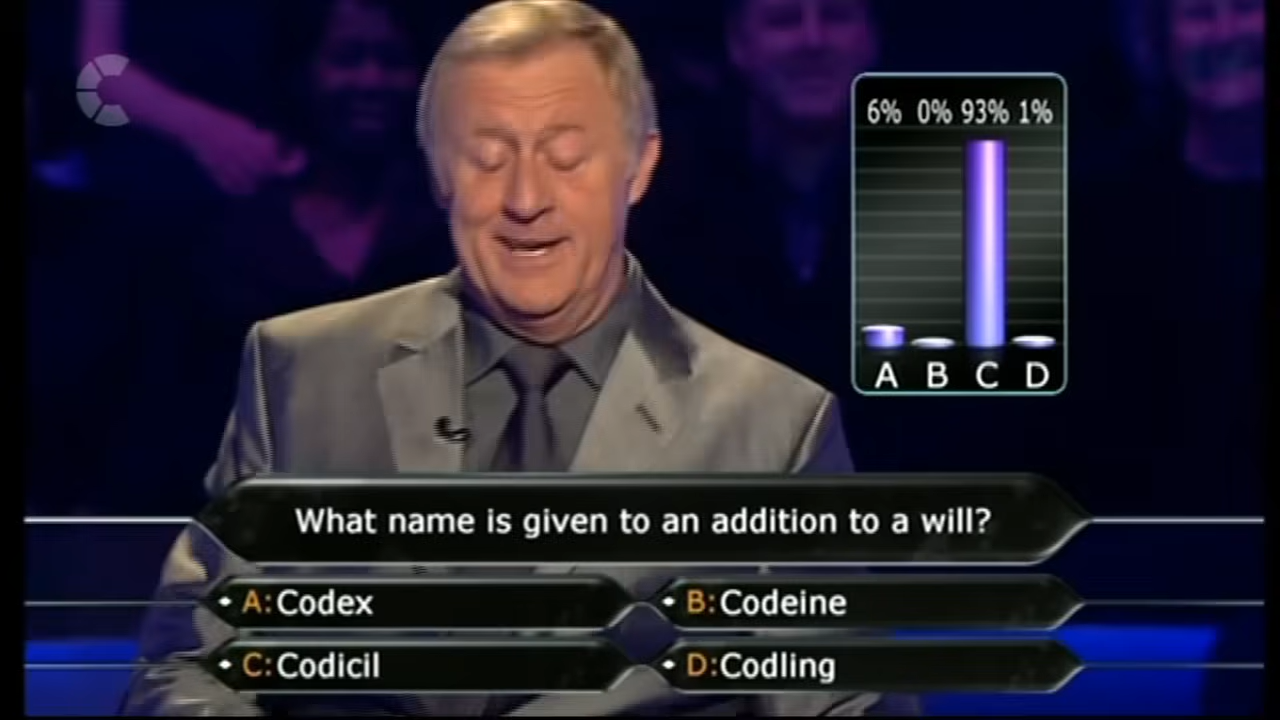 6% 0% 93% 1%
A B C D
What name is given to an addition to a will?
A: Codex
B: Codeine
C: Codicil
D: Codling